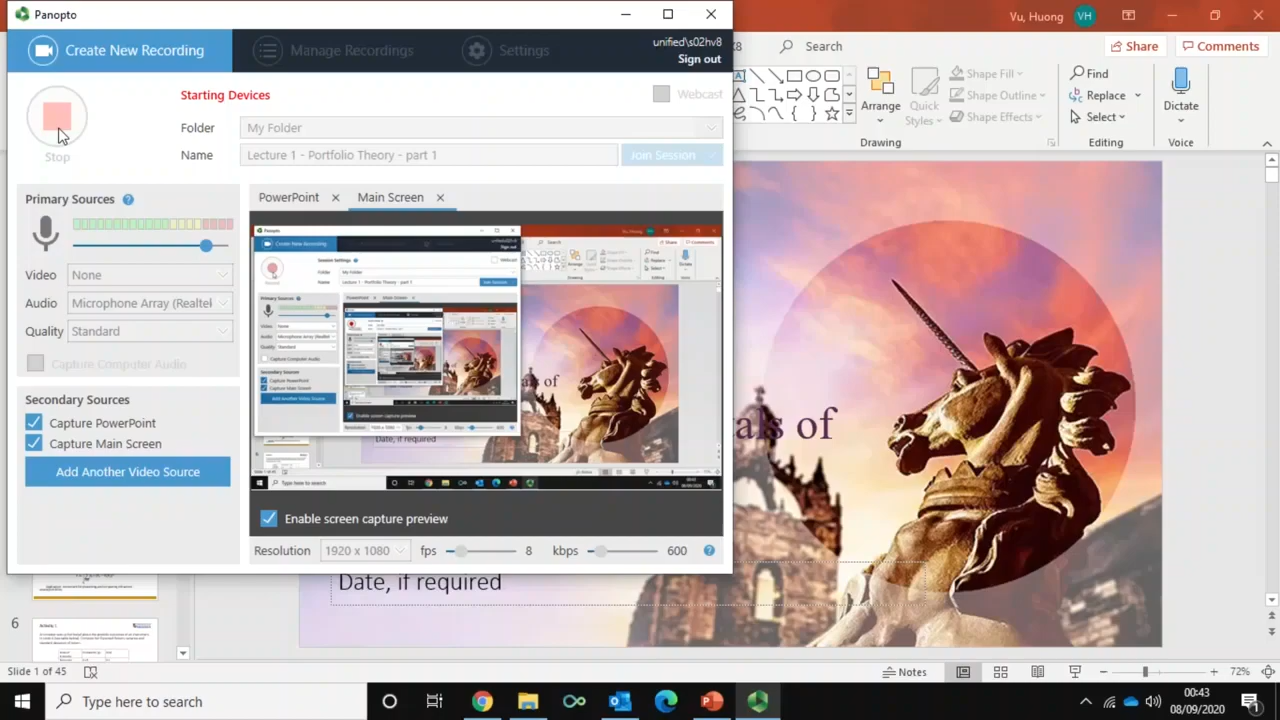 Panopto
Create New Recording
Manage Recordings
Settings
unified\s02hv8
Sign out
Starting Devices
Webcast
Folder
My Folder
Name
Lecture 1 - Portfolio Theory - part 1
Join Session
Stop
Primary Sources
Video
None
Audio
Microphone Array (Realtel
Quality
Standard
Capture Computer Audio
Secondary Sources
Capture PowerPoint
Capture Main Screen
Add Another Video Source
PowerPoint
Main Screen
Enable screen capture preview
Resolution
1920 x 1080
fps
8
kbps
600
Vu, Huong
VH
Search
Share
Comments
Arrange
Quick
Styles
Shape Fill
Shape Outline
Shape Effects
Drawing
Find
Replace
Select
Editing
Dictate
Voice
als of
Date, if required
6
Slide 1 of 45
Notes
72%
Type here to search
00:43
08/09/2020